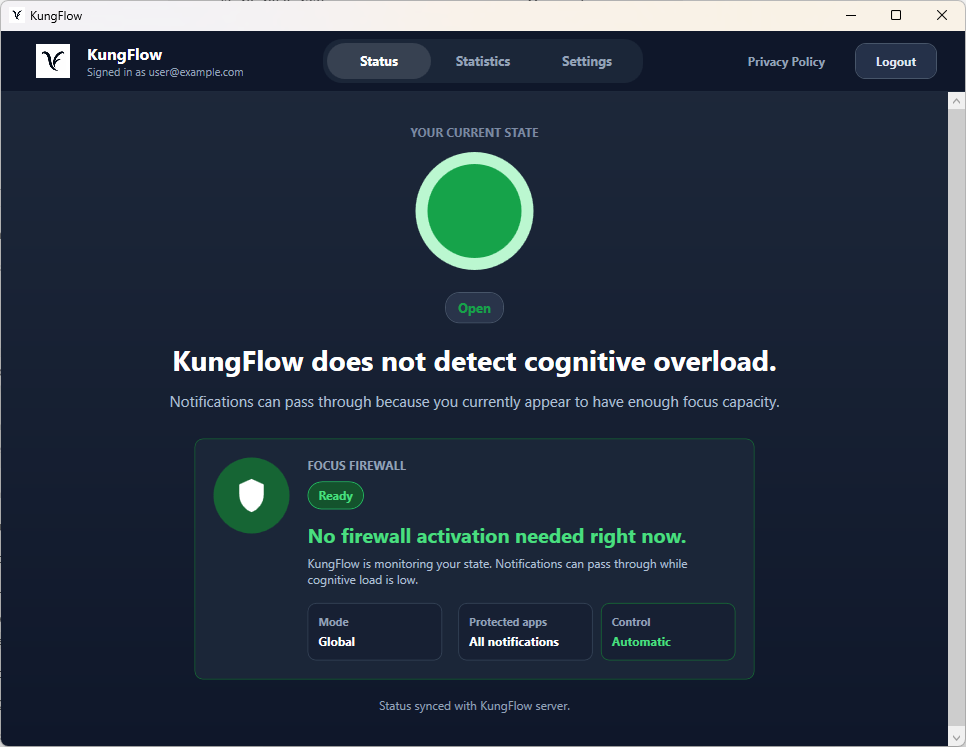 KungFlow
KungFlow
Signed in as user@example.com
Status
Statistics
Settings
Privacy Policy
Logout
YOUR CURRENT STATE
Open
KungFlow does not detect cognitive overload.
Notifications can pass through because you currently appear to have enough focus capacity.
FOCUS FIREWALL
Ready
No firewall activation needed right now.
KungFlow is monitoring your state. Notifications can pass through while
cognitive load is low.
Mode
Global
Protected apps
All notifications
Control
Automatic
Status synced with KungFlow server.